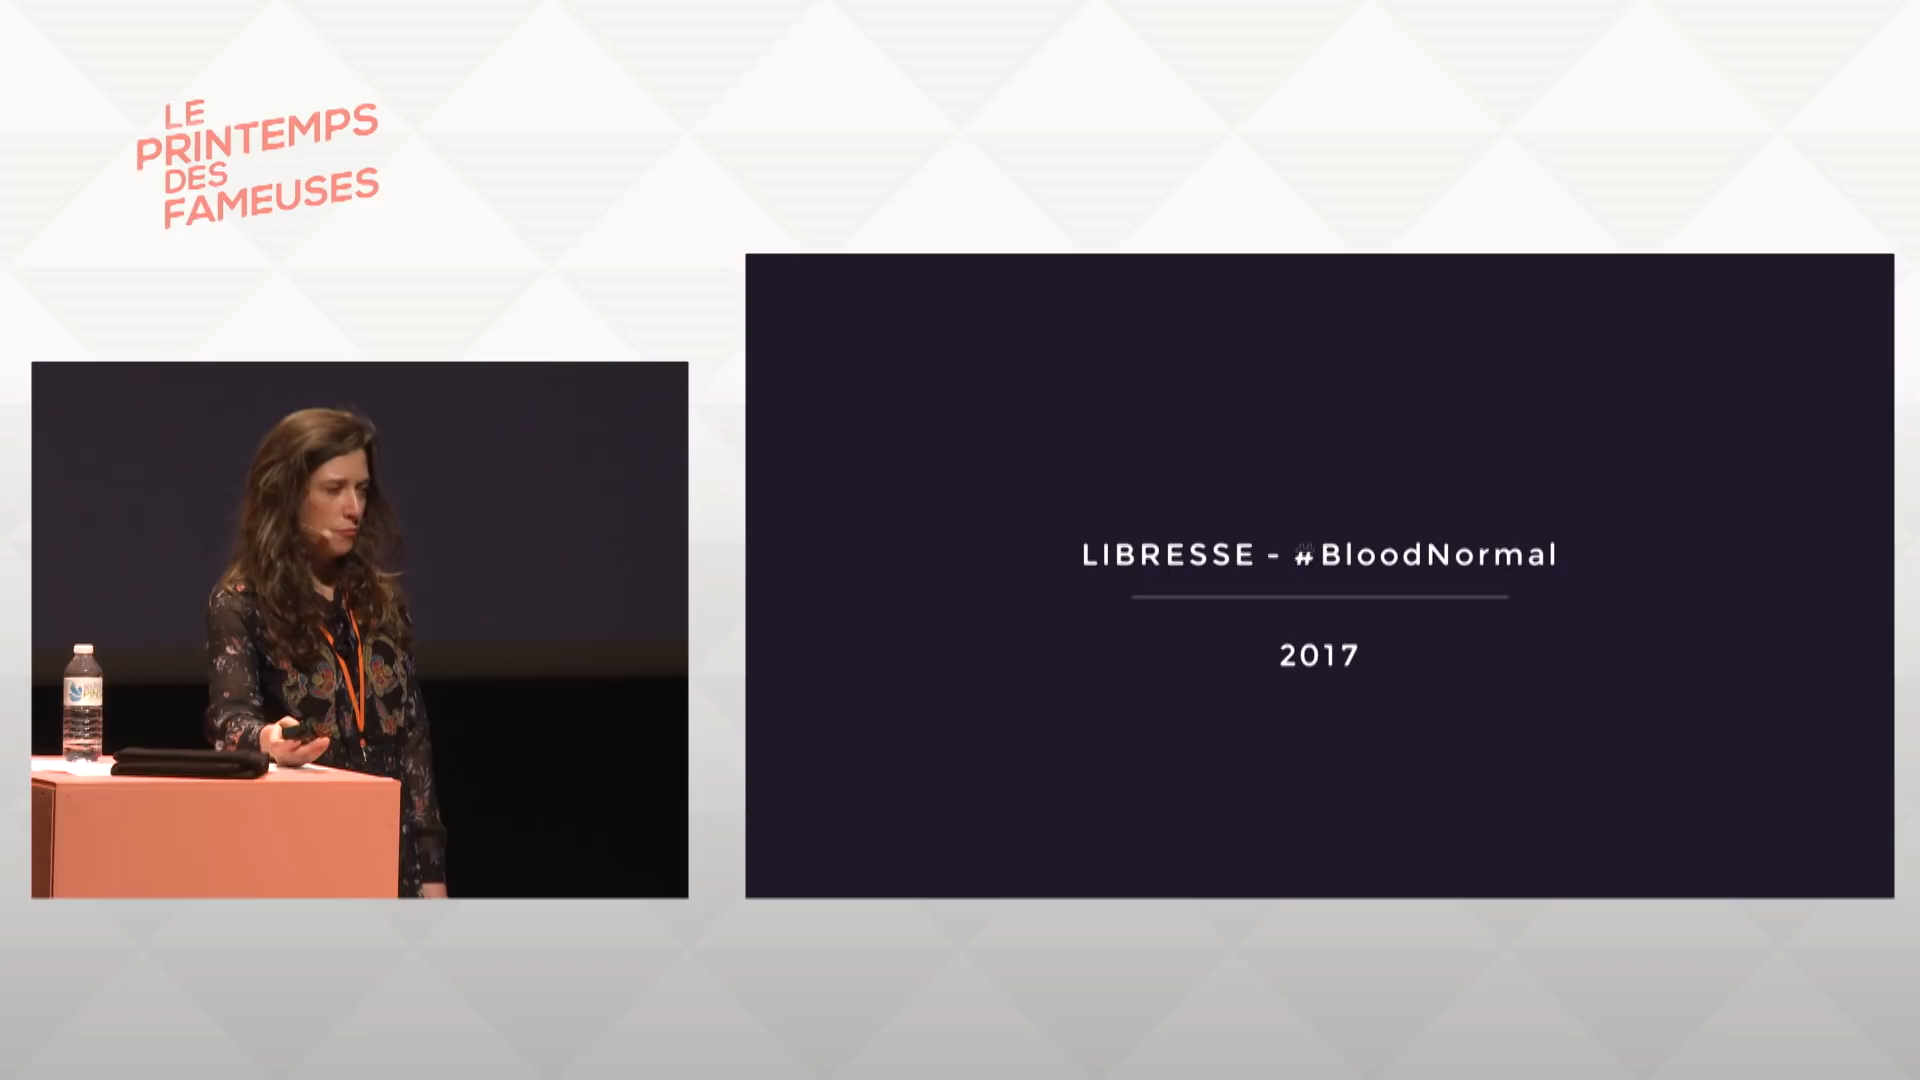 LE
PRINTEMPS
DES
FAMEUSES
LIBRESSE - #BloodNormal
2017